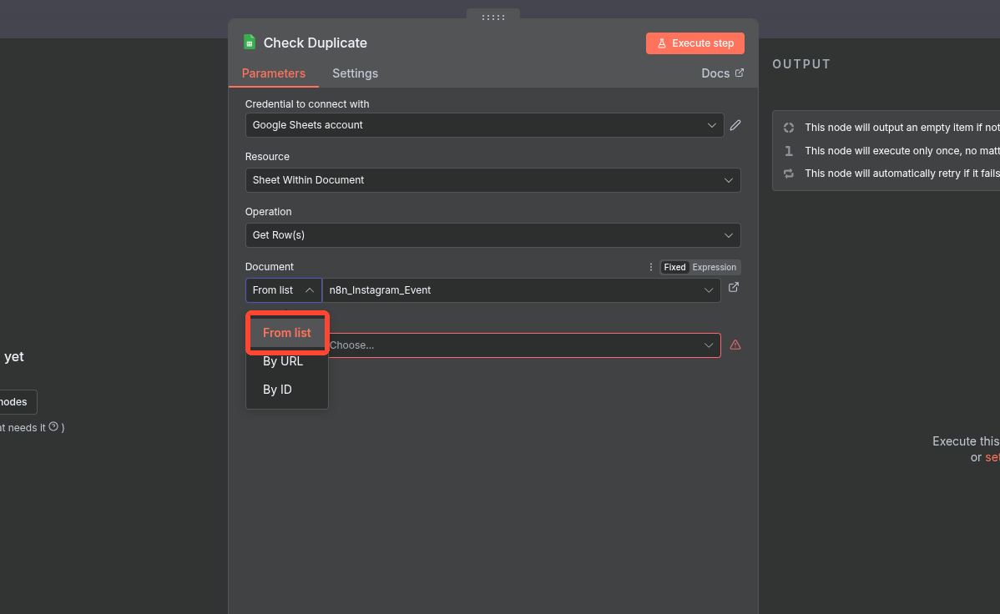 Check Duplicate
Execute step
Parameters
Settings
Docs
OUTPUT
Credential to connect with
Google Sheets account
Resource
Sheet Within Document
Operation
Get Row(s)
Document
Fixed
Expression
From list
n8n_Instagram_Event
From list
Choose...
By URL
By ID
yet
nodes
at needs it
)
This node will output an empty item if not
1
This node will execute only once, no matt
This node will automatically retry if it fails
Execute this
or set